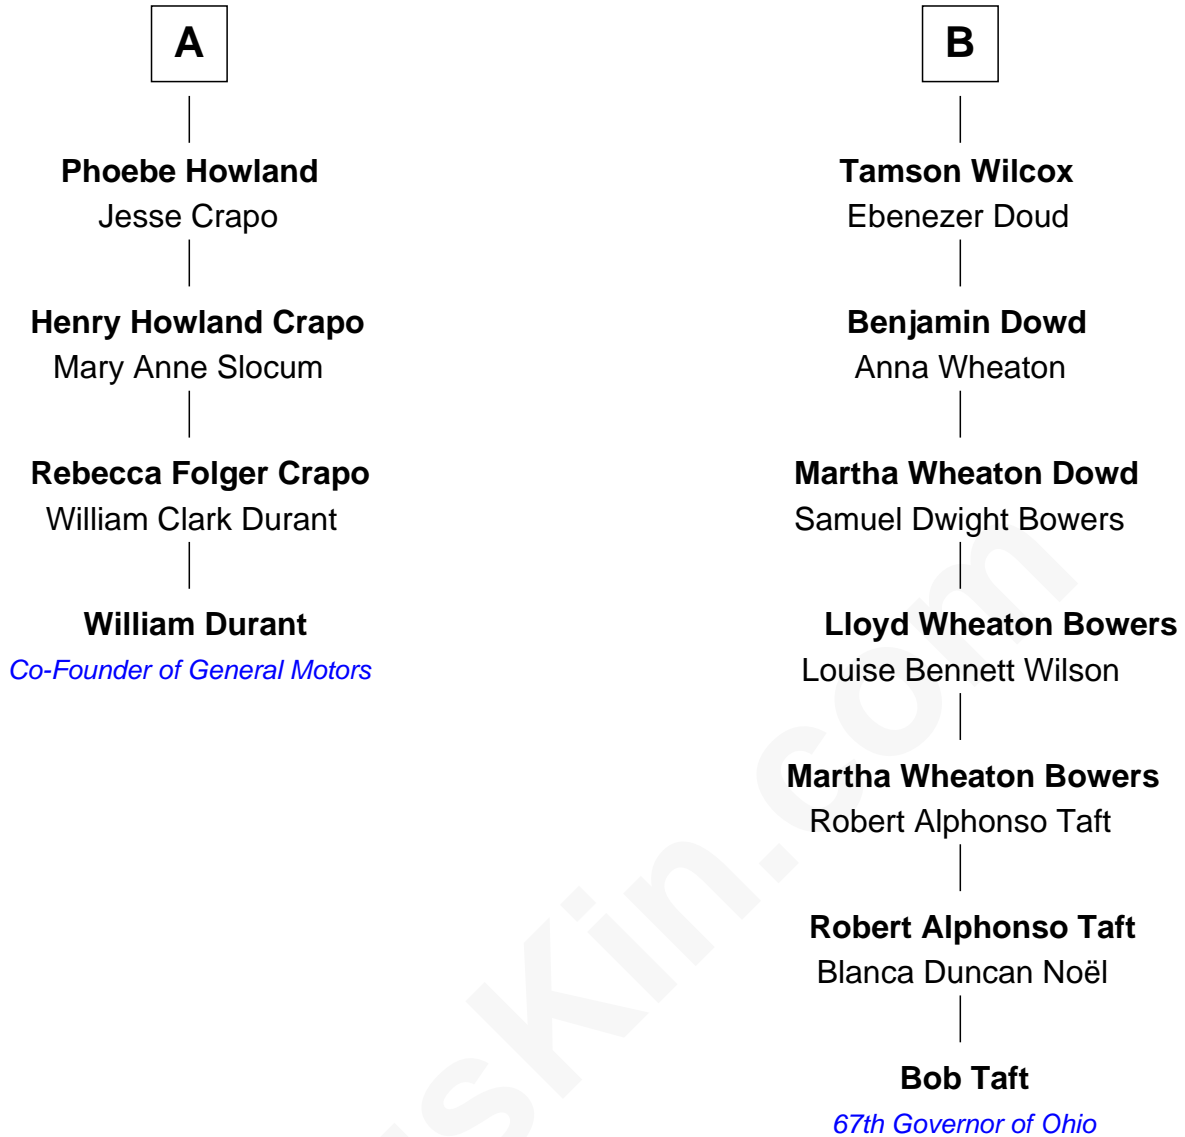 A
Phoebe Howland
Jesse Crapo
Henry Howland Crapo
Mary Anne Slocum
Rebecca Folger Crapo
William Clark Durant
William Durant
Co-Founder of General Motors
B
Tamson Wilcox
Ebenezer Doud
Benjamin Dowd
Anna Wheaton
Martha Wheaton Dowd
Samuel Dwight Bowers
Lloyd Wheaton Bowers
Louise Bennett Wilson
Martha Wheaton Bowers
Robert Alphonso Taft
Robert Alphonso Taft
Blanca Duncan Noël
Bob Taft
67th Governor of Ohio